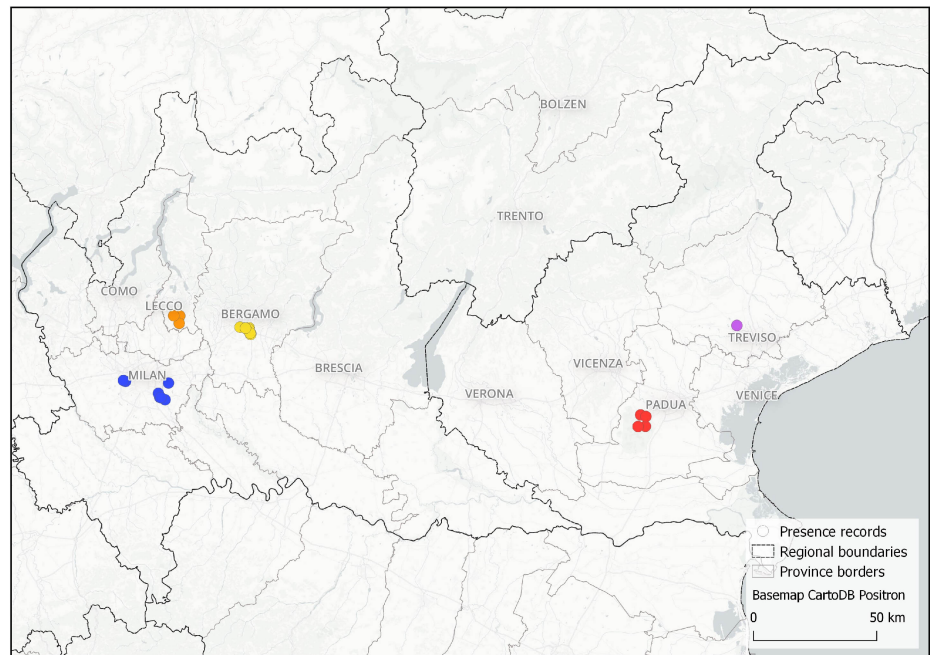 BOLZEN
TRENTO
COMO
LECCO
BERGAMO
TREVISO
BRESCIA
VICENZA
MILAN
VERONA
PADUA
VENICE
Presence records
Regional boundaries
Province borders
Basemap CartoDB Positron
0 50 km